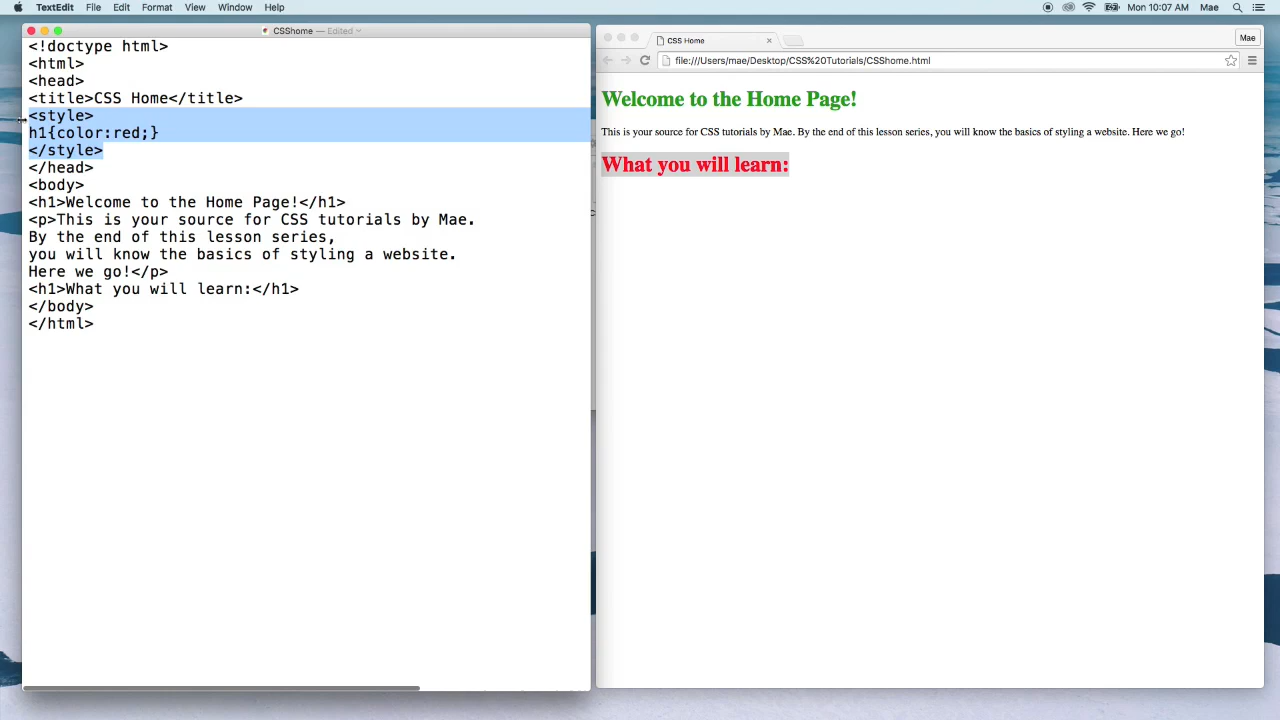 TextEdit File Edit Format View Window Help Mon 10:07 AM Mae
CSShome — Edited
<!doctype html>
<html>
<head>
<title>CSS Home</title>
<style>
h1{color:red;}
</style>
</head>
<body>
<h1>Welcome to the Home Page!</h1>
<p>This is your source for CSS tutorials by Mae.
By the end of this lesson series,
you will know the basics of styling a website.
Here we go!</p>
<h1>What you will learn:</h1>
</body>
</html>
CSS Home Mae
file:///Users/mae/Desktop/CSS%20Tutorials/CSShome.html
Welcome to the Home Page!
This is your source for CSS tutorials by Mae. By the end of this lesson series, you will know the basics of styling a website. Here we go!
What you will learn: